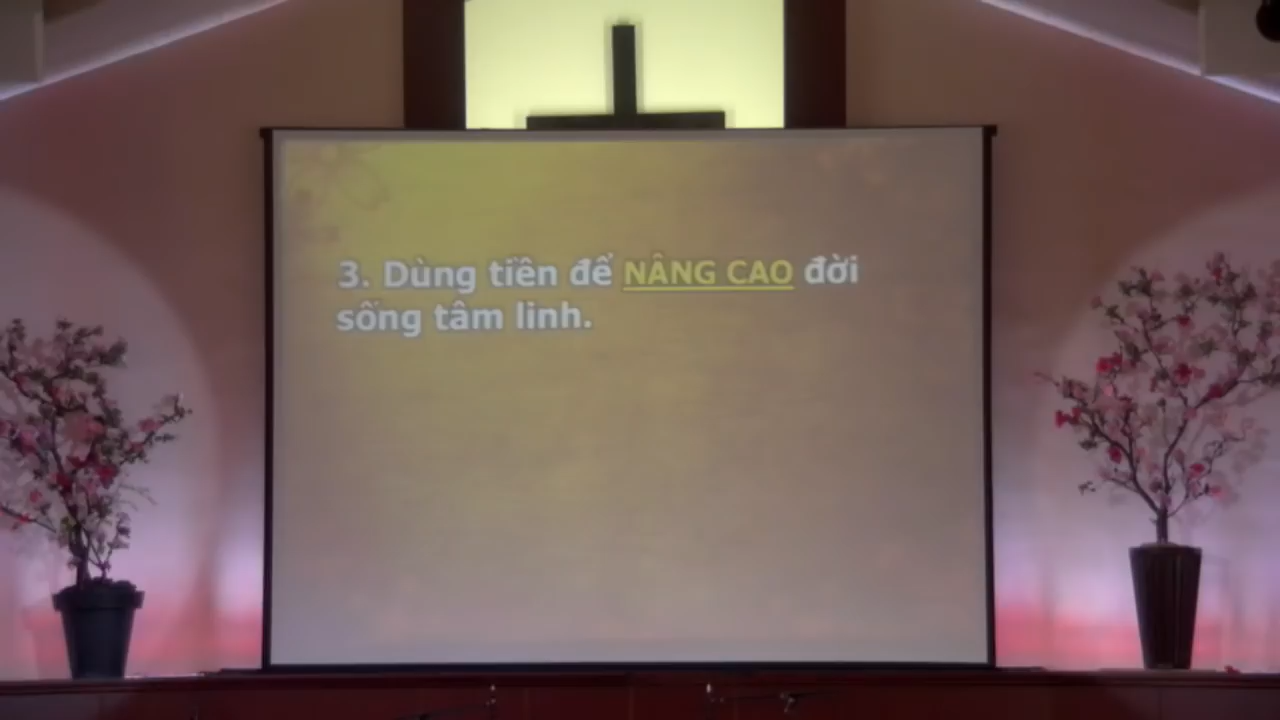 3. Dùng tiền để NÂNG CAO đời
sống tâm linh.